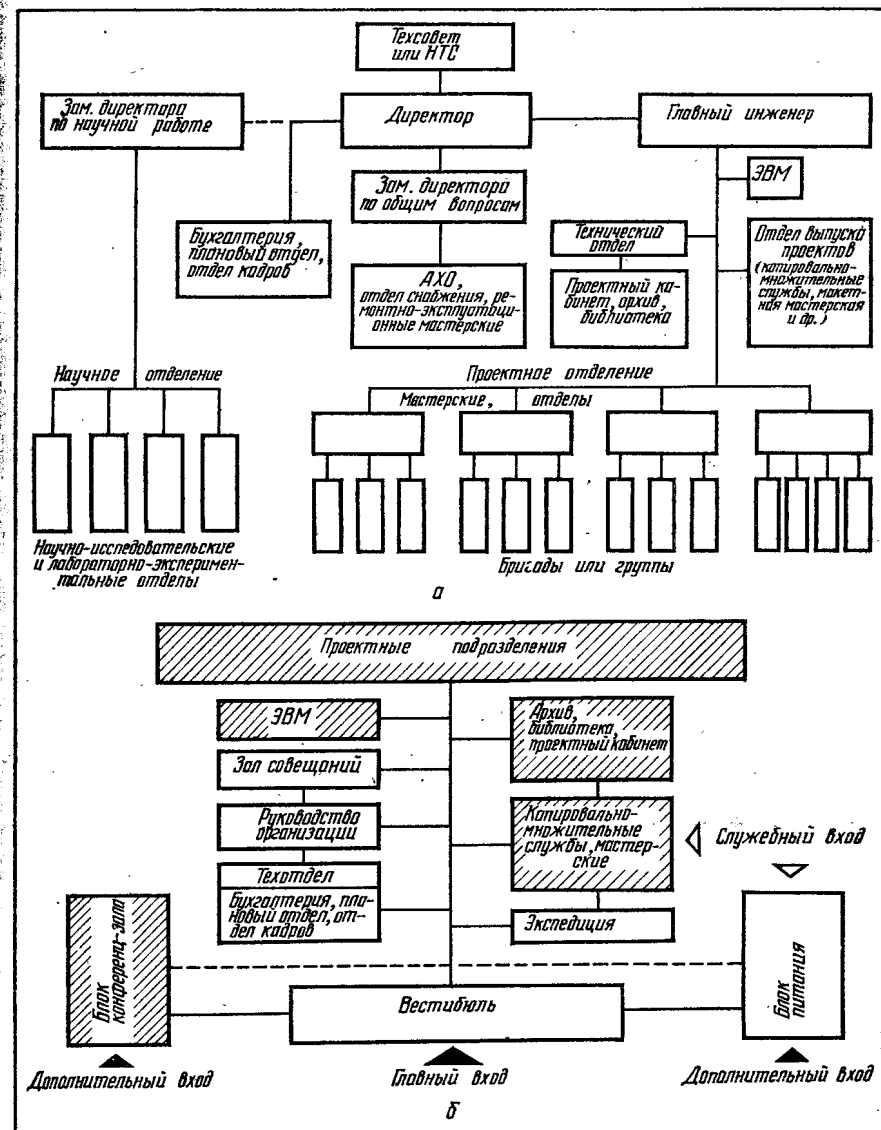 Техсовет
или НТС
Зам. директора
по научной работе
Директор
Главный инженер
ЭВМ
Зам. директора
по общим вопросам
Бухгалтерия,
плановый отдел,
отдел кадров
Технический
отдел
Отдел выпуска
проектов
(копировально-
множительные
службы, макет-
ная мастерская
и др.)
АХО,
отдел снабжения, ре-
монтно-эксплуатаци-
онные мастерские
Проектный ка-
бинет, архив,
библиотека
Научное отделение
Проектное отделение
Мастерские, отделы
Научно-исследовательские
и лабораторно-эксперимен-
тальные отделы
Бригады или группы
а
Проектные подразделения
ЭВМ
Архив,
библиотека,
проектный кабинет
Зал совещаний
Руководство
организации
Копировально-
множительные
службы, мастер-
ские
Служебный вход
Техотдел
Бухгалтерия, пла-
новый отдел, от-
дел кадров
Экспедиция
Блок
конференц-зала
Вестибюль
Блок
питания
Дополнительный вход
Главный вход
Дополнительный вход
б